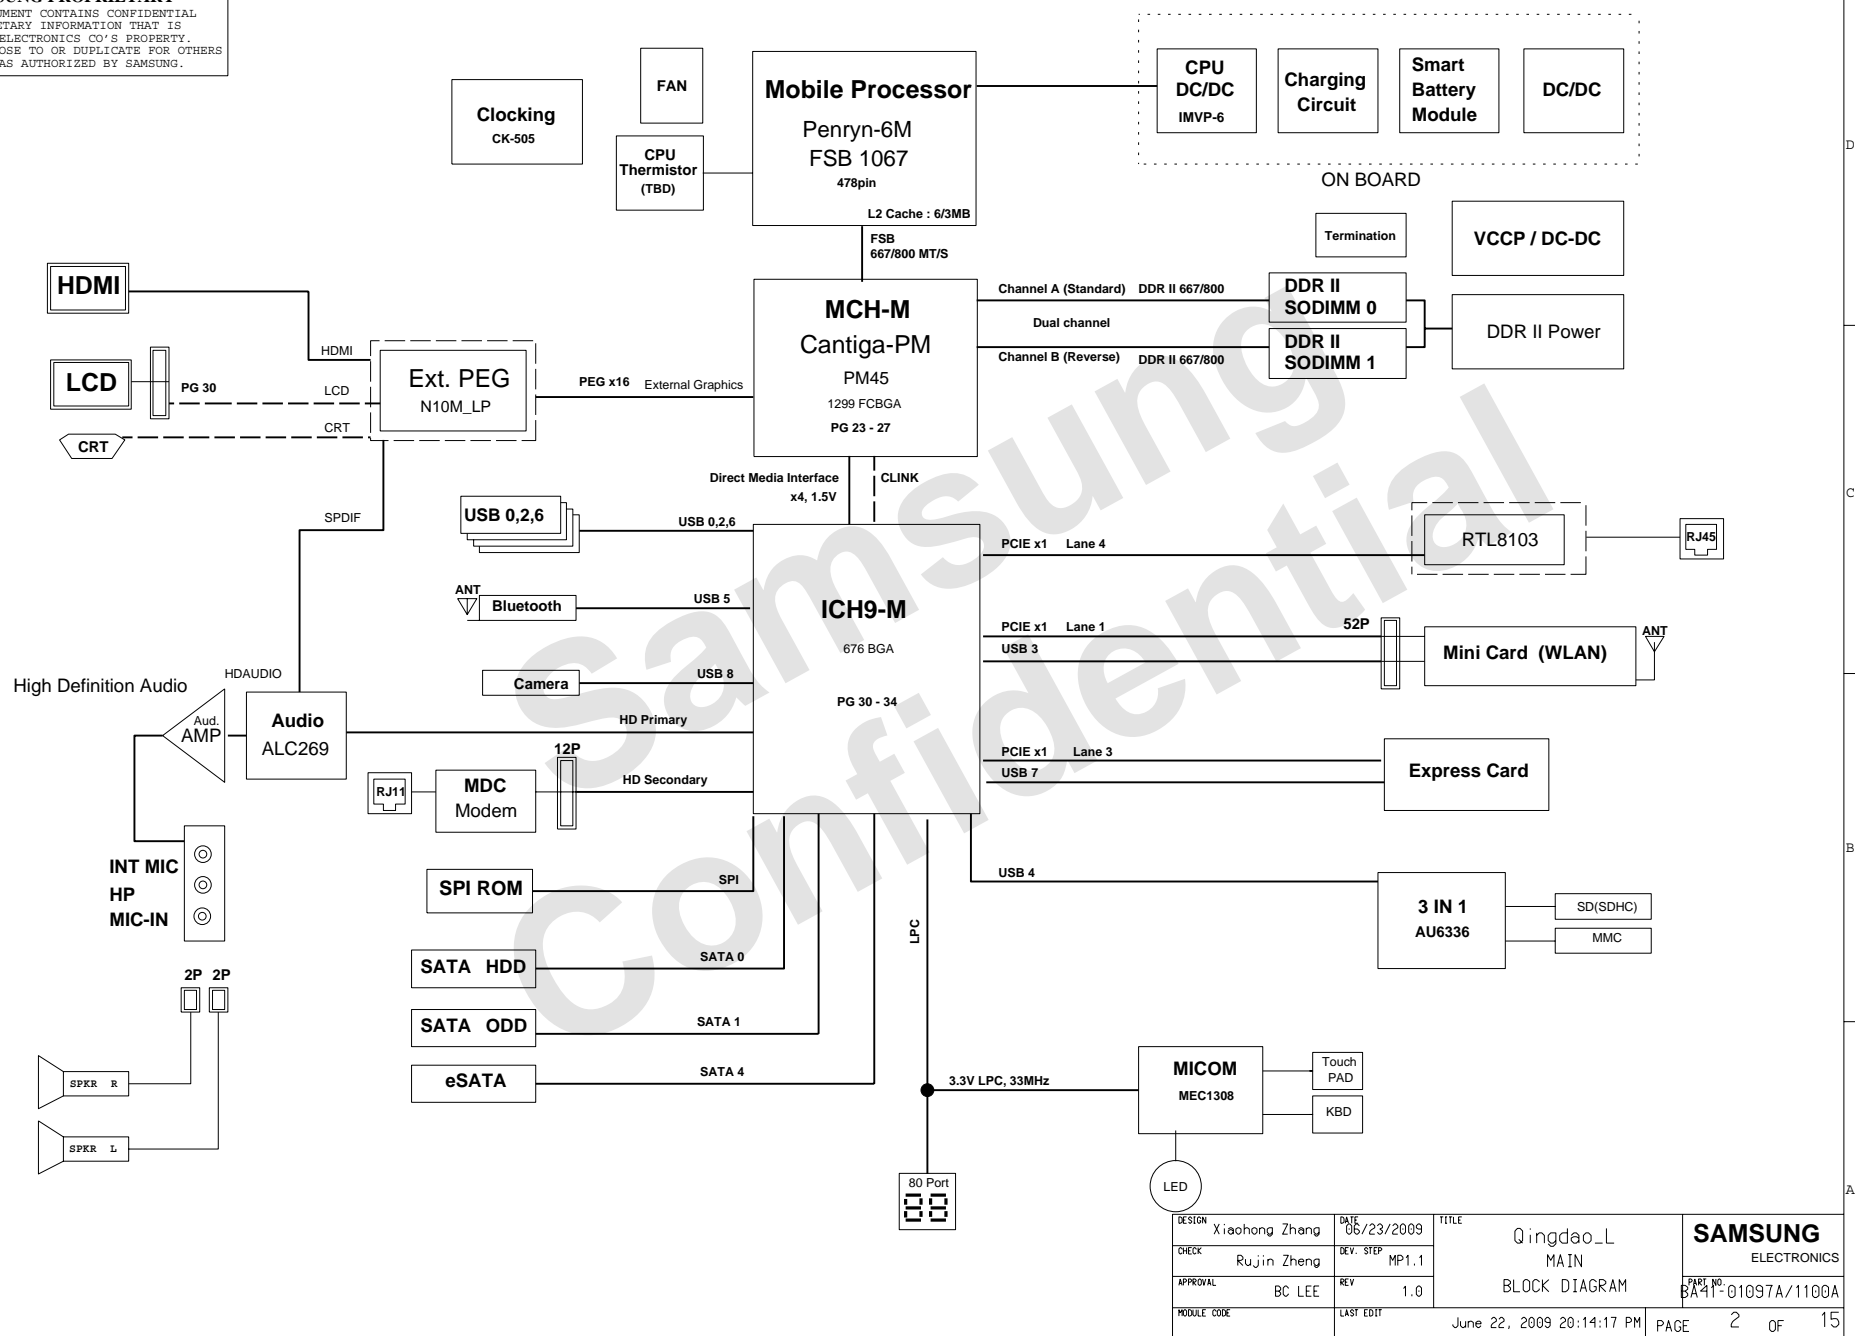 UNG PROPRIETARY
UMENT CONTAINS CONFIDENTIAL
ETARY INFORMATION THAT IS
ELECTRONICS CO'S PROPERTY.
OSE TO OR DUPLICATE FOR OTHERS
AS AUTHORIZED BY SAMSUNG.
Clocking
CK-505
FAN
CPU
Thermistor
(TBD)
Mobile Processor
Penryn-6M
FSB 1067
478pin
L2 Cache : 6/3MB
CPU
DC/DC
IMVP-6
Charging
Circuit
Smart
Battery
Module
DC/DC
ON BOARD
D
FSB
667/800 MT/S
Termination
VCCP / DC-DC
HDMI
LCD
PG 30
CRT
HDMI
LCD
CRT
Ext. PEG
N10M_LP
PEG x16 External Graphics
MCH-M
Cantiga-PM
PM45
1299 FCBGA
PG 23 - 27
Channel A (Standard) DDR II 667/800
Dual channel
Channel B (Reverse) DDR II 667/800
DDR II
SODIMM 0
DDR II
SODIMM 1
DDR II Power
Direct Media Interface
x4, 1.5V
CLINK
C
SPDIF
USB 0,2,6
USB 0,2,6
ANT
Bluetooth
USB 5
Camera
USB 8
ICH9-M
676 BGA
PG 30 - 34
PCIE x1 Lane 4
RTL8103
RJ45
PCIE x1 Lane 1
USB 3
52P
Mini Card (WLAN)
ANT
High Definition Audio
HDAUDIO
Aud.
AMP
Audio
ALC269
HD Primary
12P
HD Secondary
RJ11
MDC
Modem
PCIE x1 Lane 3
USB 7
Express Card
INT MIC
HP
MIC-IN
SPI ROM
SPI
USB 4
3 IN 1
AU6336
SD(SDHC)
MMC
B
LPC
SATA HDD
SATA 0
SATA ODD
SATA 1
eSATA
SATA 4
2P 2P
SPKR R
SPKR L
3.3V LPC, 33MHz
MICOM
MEC1308
Touch
PAD
KBD
LED
80 Port
88
A
Samsung
Confidential
DESIGN
Xiaohong Zhang
DATE
06/23/2009
TITLE
Qingdao_L
MAIN
BLOCK DIAGRAM
SAMSUNG
ELECTRONICS
CHECK
Rujin Zheng
DEV. STEP
MP1.1
APPROVAL
BC LEE
REV
1.0
PART NO.
BA41-01097A/1100A
MODULE CODE
LAST EDIT
June 22, 2009 20:14:17 PM
PAGE 2 OF 15